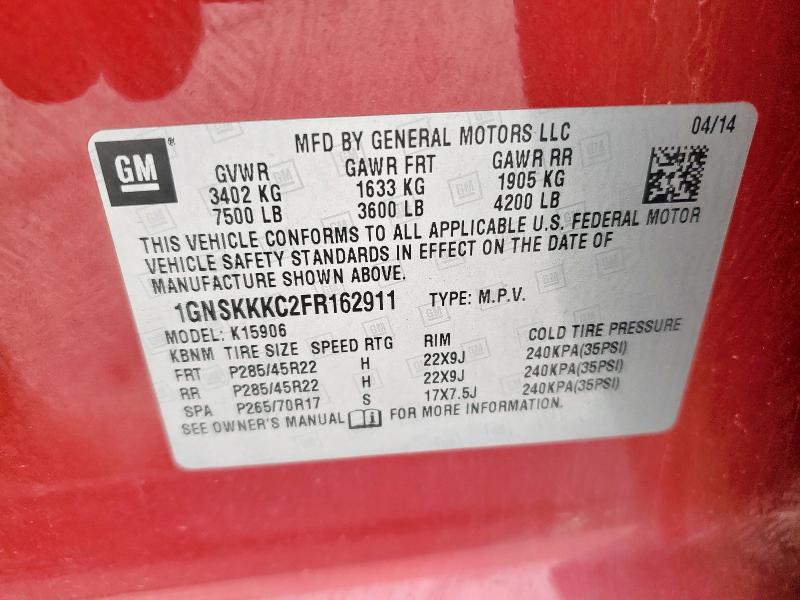 GM
MFD BY GENERAL MOTORS LLC 04/14
GVWR GAWR FRT GAWR RR
3402 KG 1633 KG 1905 KG
7500 LB 3600 LB 4200 LB
THIS VEHICLE CONFORMS TO ALL APPLICABLE U.S. FEDERAL MOTOR
VEHICLE SAFETY STANDARDS IN EFFECT ON THE DATE OF
MANUFACTURE SHOWN ABOVE.
1GNSKKKC2FR162911 TYPE: M.P.V.
MODEL: K15906
KBNM TIRE SIZE SPEED RTG RIM COLD TIRE PRESSURE
FRT P285/45R22 H 22X9J 240KPA(35PSI)
RR P285/45R22 H 22X9J 240KPA(35PSI)
SPA P265/70R17 S 17X7.5J 240KPA(35PSI)
SEE OWNER'S MANUAL FOR MORE INFORMATION.